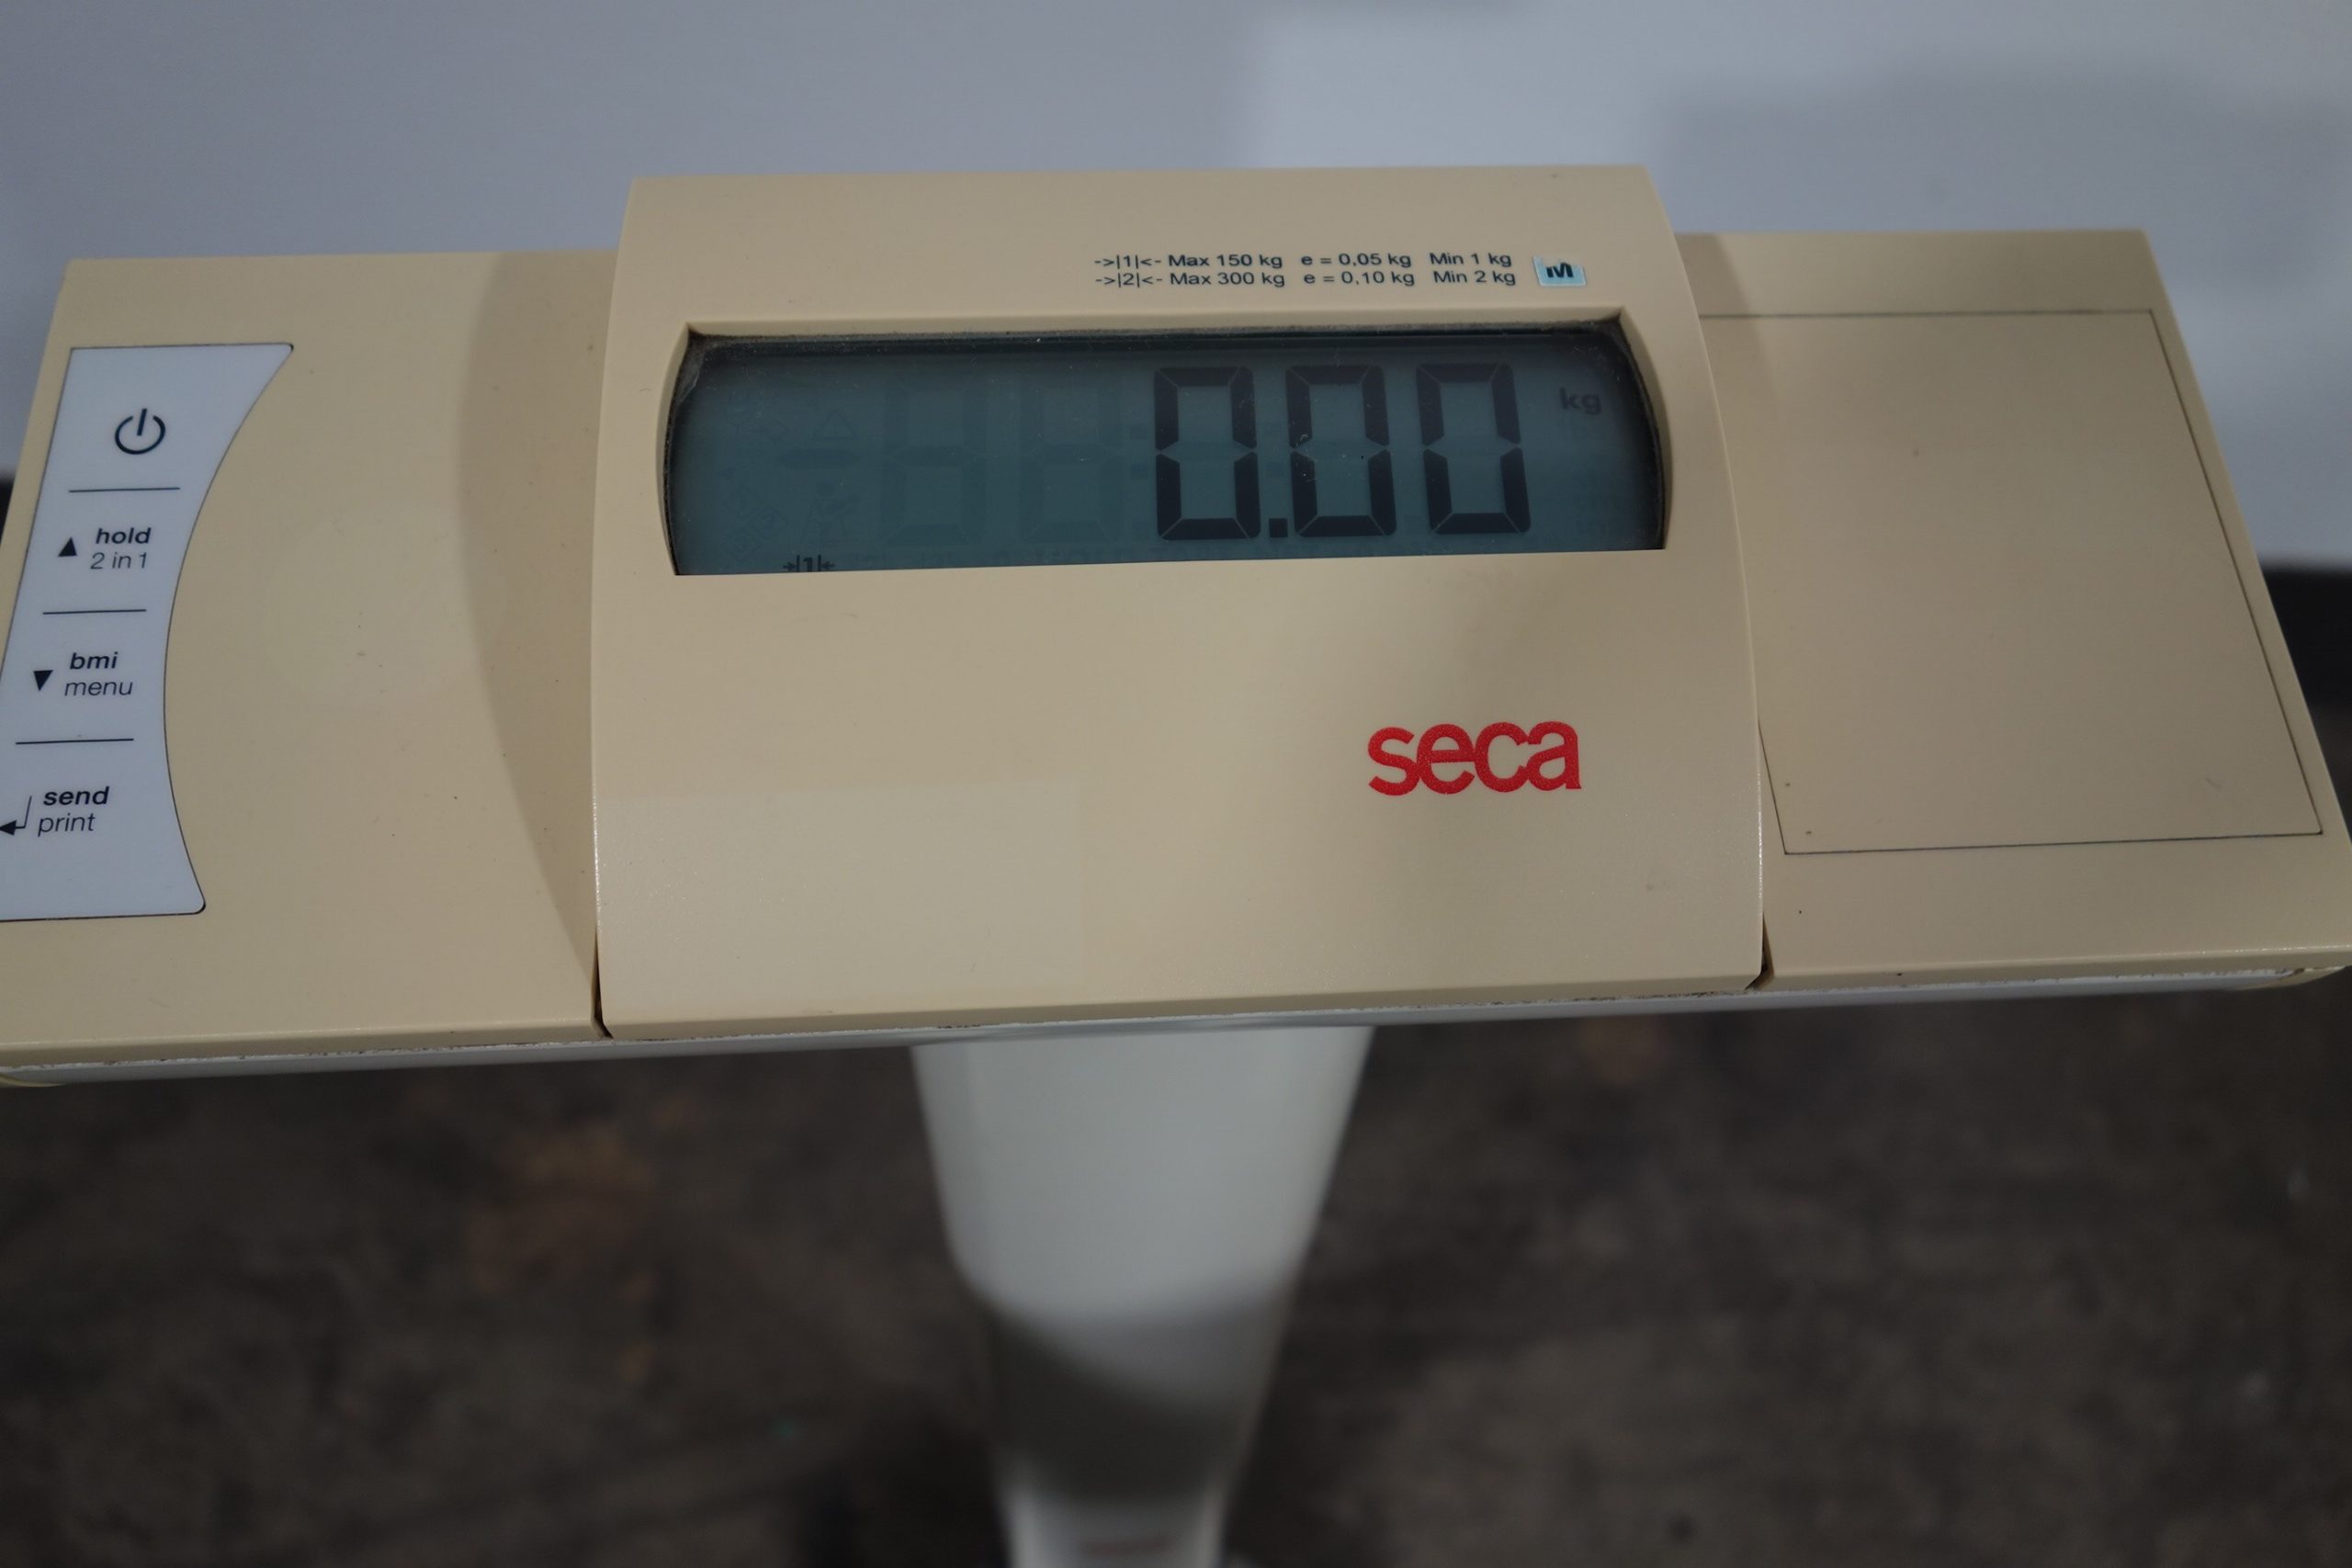 ->|1|<- Max 150 kg e = 0,05 kg Min 1 kg
->|2|<- Max 300 kg e = 0,10 kg Min 2 kg
M
0.00 kg
->|1|<-
hold
2 in 1
bmi
menu
send
print
seca